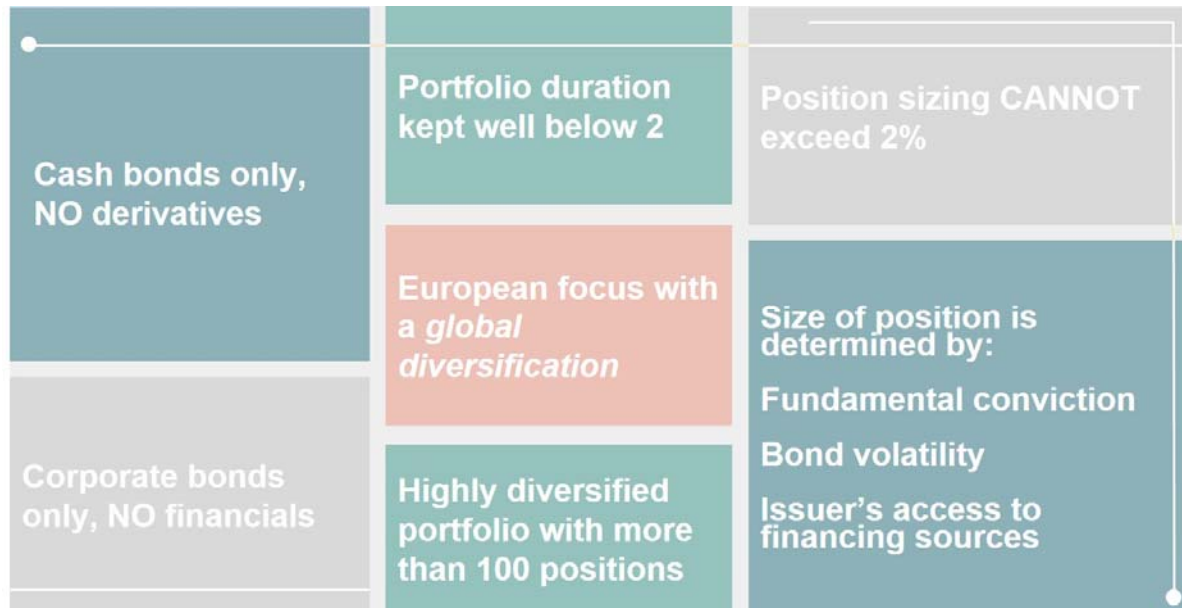 Cash bonds only,
NO derivatives
Corporate bonds
only, NO financials
Portfolio duration
kept well below 2
European focus with
a global
diversification
Highly diversified
portfolio with more
than 100 positions
Position sizing CANNOT
exceed 2%
Size of position is
determined by:
Fundamental conviction
Bond volatility
Issuer’s access to
financing sources